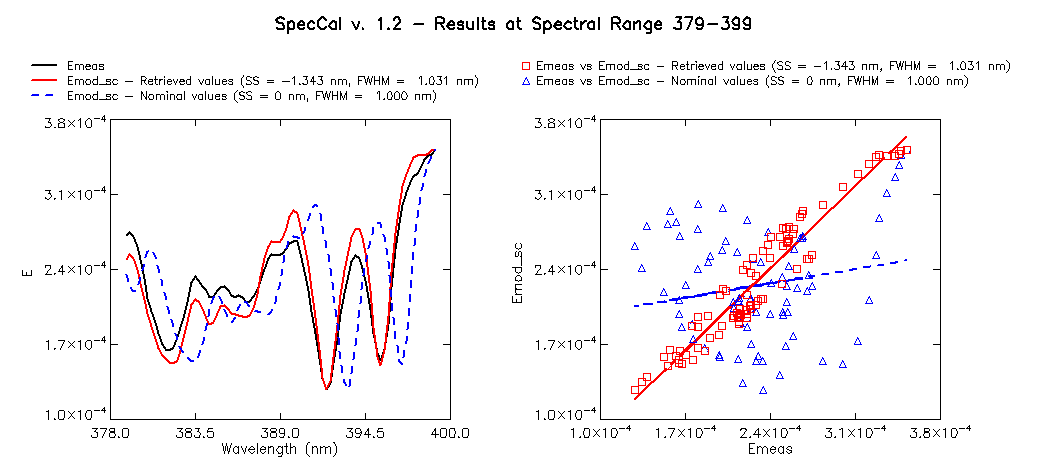 SpecCal v. 1.2 – Results at Spectral Range 379–399
Emeas
Emod_sc – Retrieved values (SS = –1.343 nm, FWHM = 1.031 nm)
Emod_sc – Nominal values (SS = 0 nm, FWHM = 1.000 nm)
Emeas vs Emod_sc – Retrieved values (SS = –1.343 nm, FWHM = 1.031 nm)
Emeas vs Emod_sc – Nominal values (SS = 0 nm, FWHM = 1.000 nm)
3.8×10⁻⁴
3.1×10⁻⁴
2.4×10⁻⁴
1.7×10⁻⁴
1.0×10⁻⁴
E
378.0 383.5 389.0 394.5 400.0
Wavelength (nm)
3.8×10⁻⁴
3.1×10⁻⁴
2.4×10⁻⁴
1.7×10⁻⁴
1.0×10⁻⁴
Emod_sc
1.0×10⁻⁴ 1.7×10⁻⁴ 2.4×10⁻⁴ 3.1×10⁻⁴ 3.8×10⁻⁴
Emeas